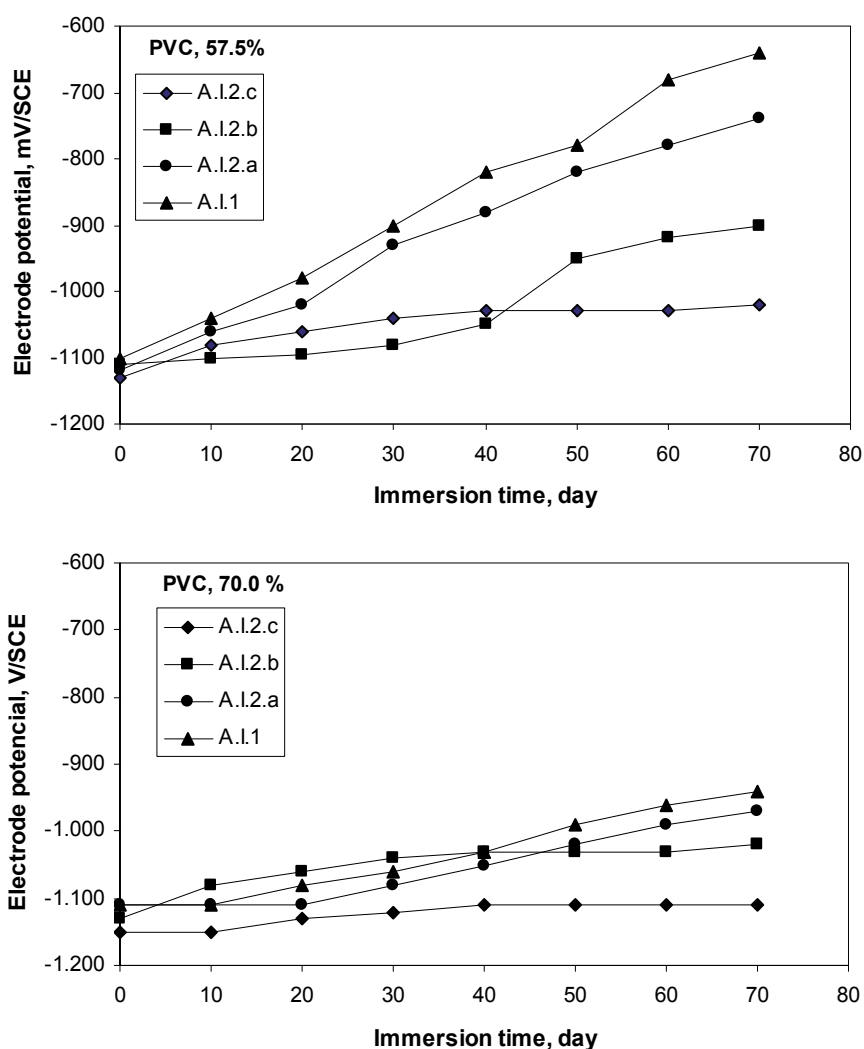 PVC, 57.5%
A.I.2.c
A.I.2.b
A.I.2.a
A.I.1
Electrode potential, mV/SCE
-600
-700
-800
-900
-1000
-1100
-1200
0 10 20 30 40 50 60 70 80
Immersion time, day
PVC, 70.0 %
A.I.2.c
A.I.2.b
A.I.2.a
A.I.1
Electrode potencial, V/SCE
-600
-700
-800
-900
-1.000
-1.100
-1.200
0 10 20 30 40 50 60 70 80
Immersion time, day